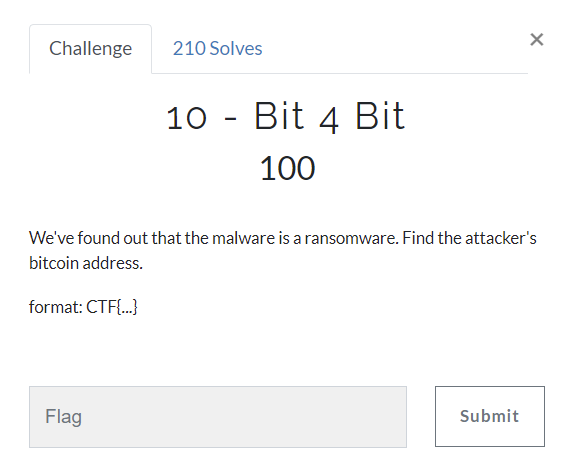 Challenge
210 Solves
×
10 - Bit 4 Bit
100
We've found out that the malware is a ransomware. Find the attacker's
bitcoin address.
format: CTF{...}
Flag
Submit